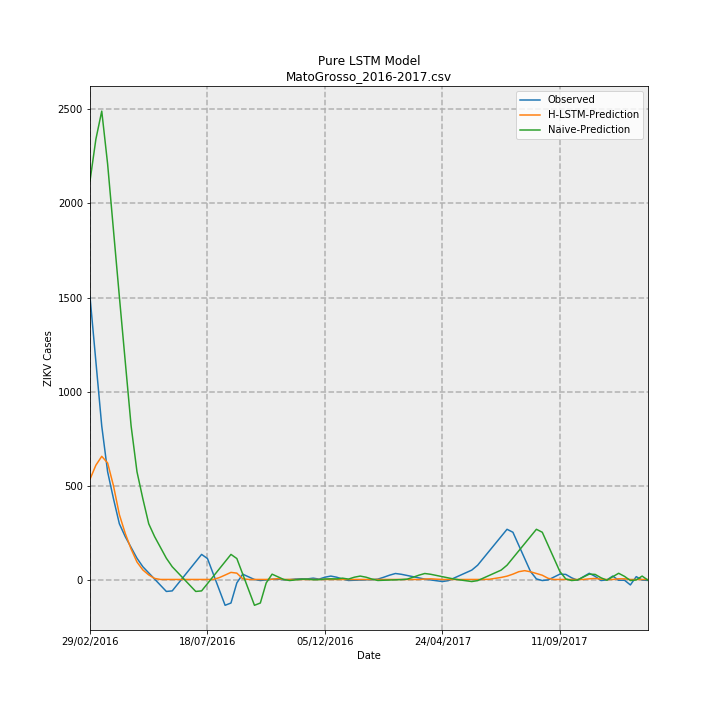 Pure LSTM Model
MatoGrosso_2016-2017.csv
Observed
H-LSTM-Prediction
Naive-Prediction
2500
2000
1500
1000
500
0
ZIKV Cases
29/02/2016
18/07/2016
05/12/2016
24/04/2017
11/09/2017
Date